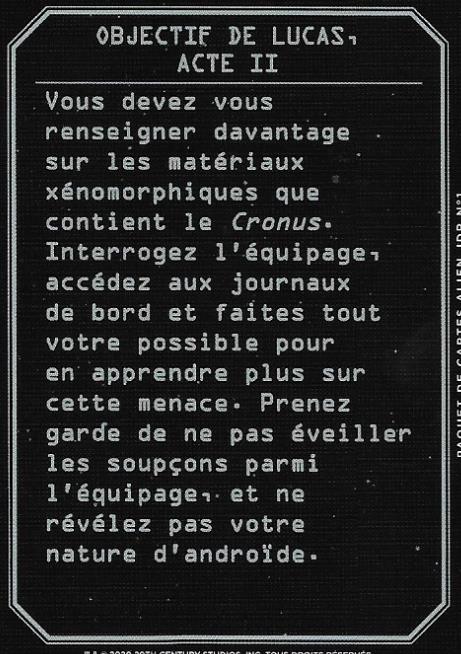 OBJECTIF DE LUCAS,
ACTE II
Vous devez vous
renseigner davantage
sur les matériaux
xénomorphiques que
contient le Cronus.
Interrogez l'équipage,
accédez aux journaux
de bord et faites tout
votre possible pour
en apprendre plus sur
cette menace. Prenez
garde de ne pas éveiller
les soupçons parmi
l'équipage, et ne
révélez pas votre
nature d'androïde.
PAQUET DE CARTES ALIEN JDR N°1
© 2020 20TH CENTURY STUDIOS, INC. TOUS DROITS RÉSERVÉS